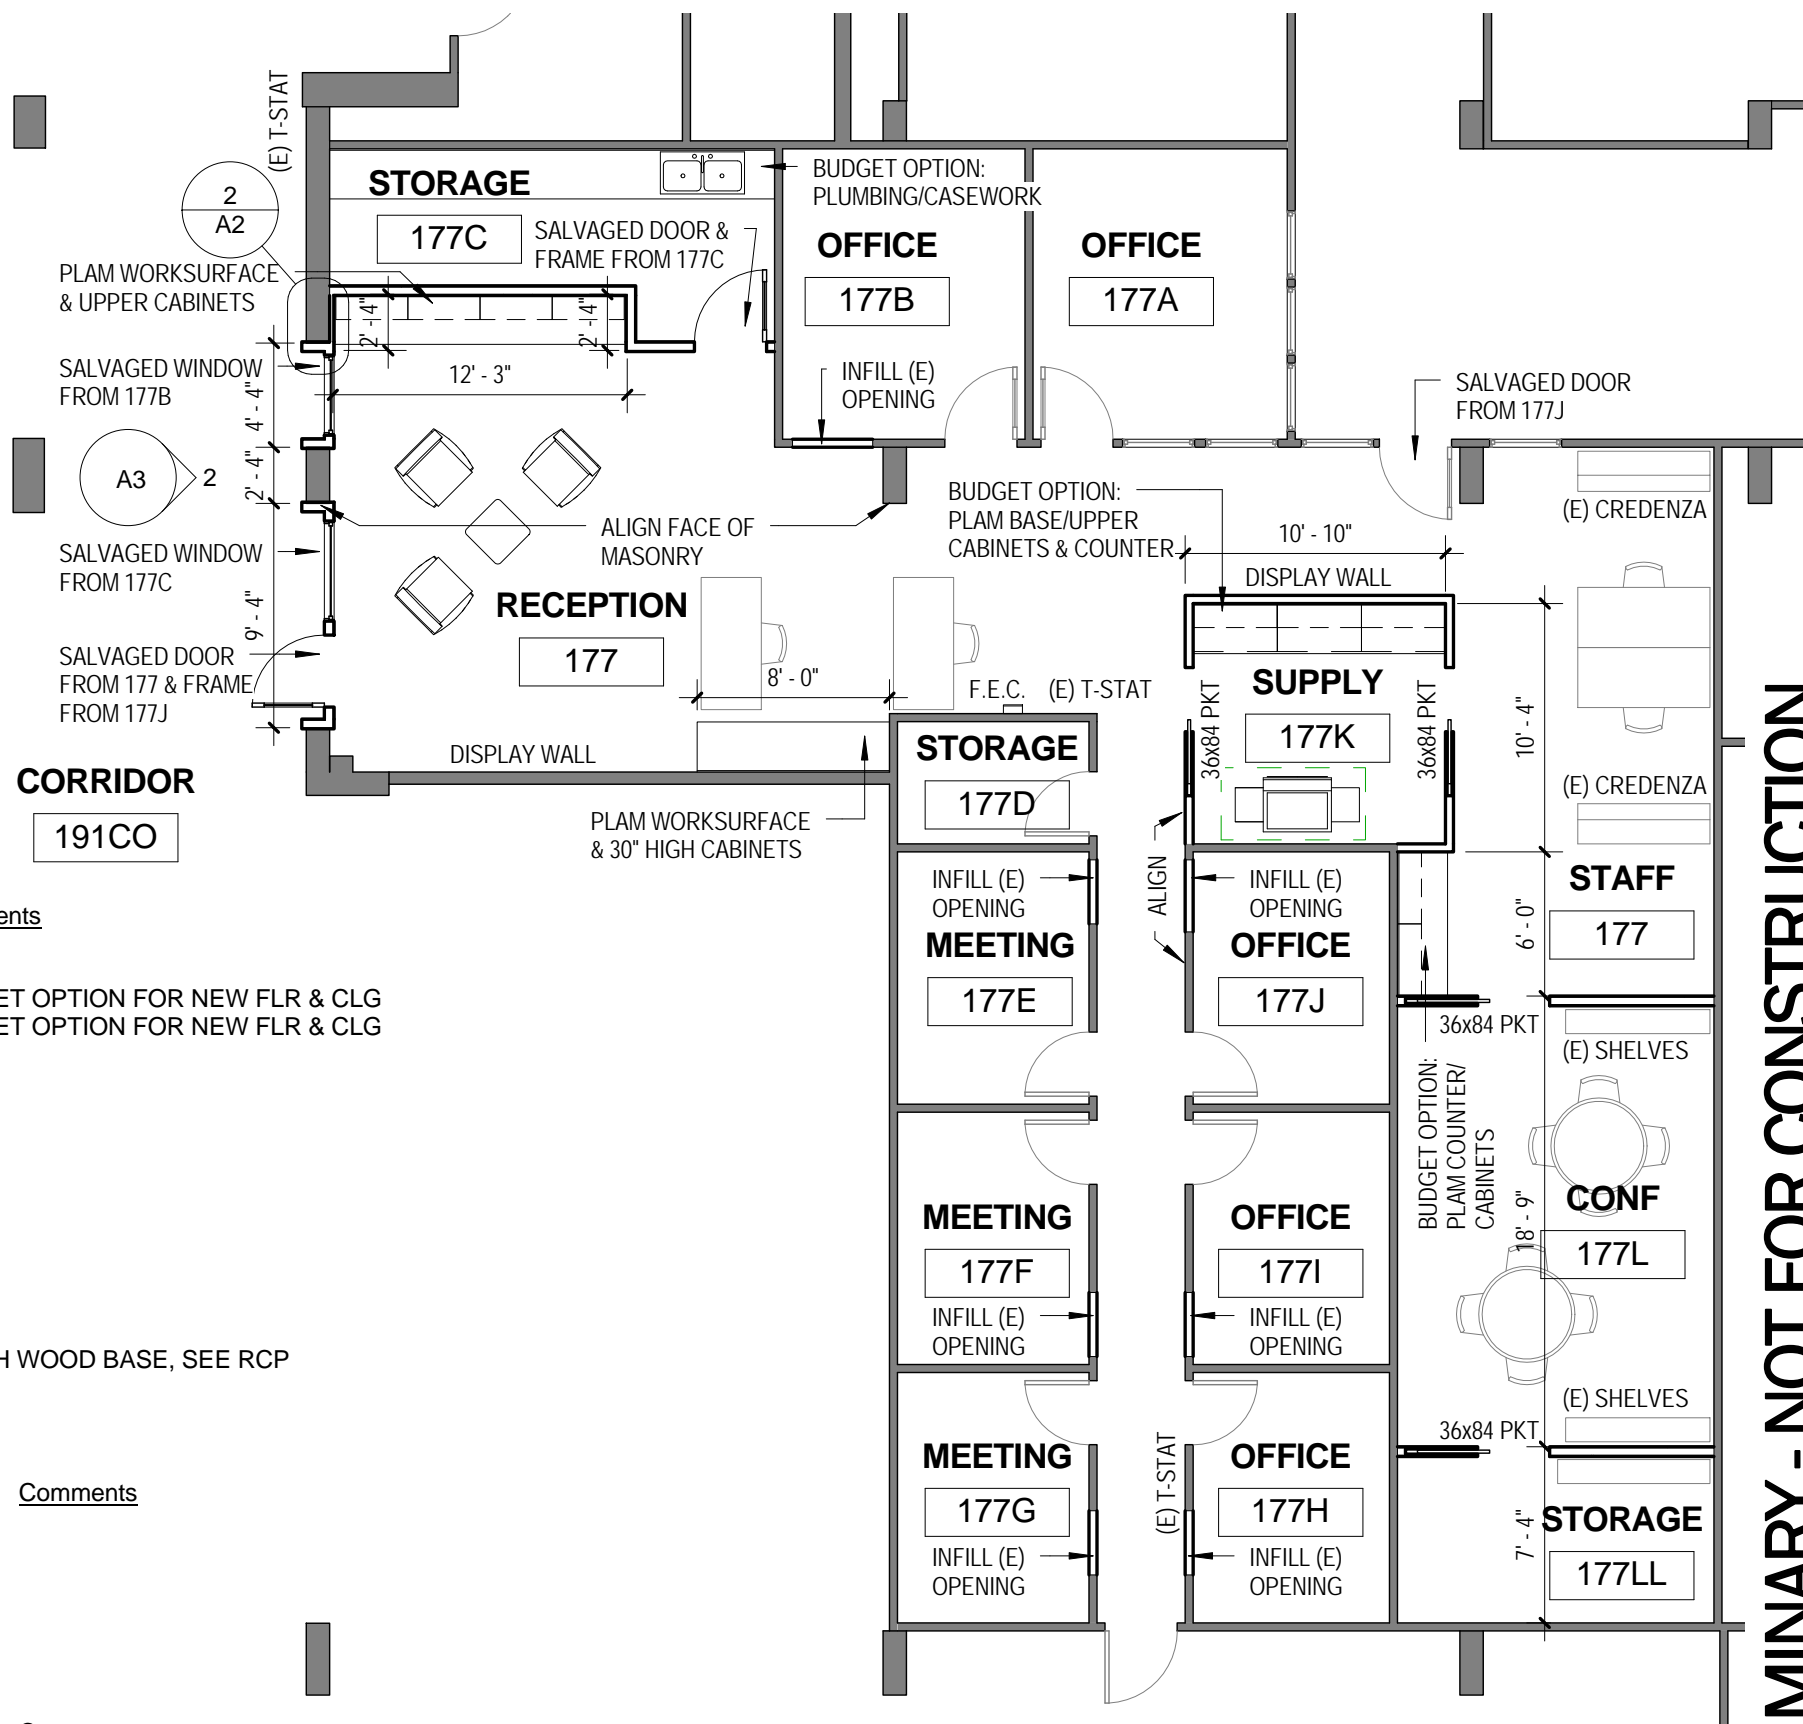 (E) T-STAT
2
A2
STORAGE
177C
BUDGET OPTION:
PLUMBING/CASEWORK
SALVAGED DOOR &
FRAME FROM 177C
OFFICE
177B
OFFICE
177A
PLAM WORKSURFACE
& UPPER CABINETS
2' - 4"
2' - 4"
12' - 3"
SALVAGED WINDOW
FROM 177B
4' - 4"
INFILL (E)
OPENING
SALVAGED DOOR
FROM 177J
A3
2
2' - 4"
ALIGN FACE OF
MASONRY
BUDGET OPTION:
PLAM BASE/UPPER
CABINETS & COUNTER
10' - 10"
(E) CREDENZA
SALVAGED WINDOW
FROM 177C
9' - 4"
DISPLAY WALL
RECEPTION
177
SALVAGED DOOR
FROM 177 & FRAME
FROM 177J
8' - 0"
F.E.C.
(E) T-STAT
SUPPLY
177K
36x84 PKT
36x84 PKT
10' - 4"
DISPLAY WALL
STORAGE
177D
CORRIDOR
191CO
PLAM WORKSURFACE
& 30" HIGH CABINETS
(E) CREDENZA
ALIGN
INFILL (E)
OPENING
MEETING
177E
INFILL (E)
OPENING
OFFICE
177J
STAFF
177
6' - 0"
ents
ET OPTION FOR NEW FLR & CLG
ET OPTION FOR NEW FLR & CLG
36x84 PKT
(E) SHELVES
BUDGET OPTION:
PLAM COUNTER/
CABINETS
MEETING
177F
INFILL (E)
OPENING
OFFICE
177I
INFILL (E)
OPENING
CONF
177L
18' - 9"
H WOOD BASE, SEE RCP
(E) SHELVES
36x84 PKT
MEETING
177G
INFILL (E)
OPENING
(E) T-STAT
OFFICE
177H
INFILL (E)
OPENING
STORAGE
177LL
7' - 4"
Comments
MINARY - NOT FOR CONSTRUCTION